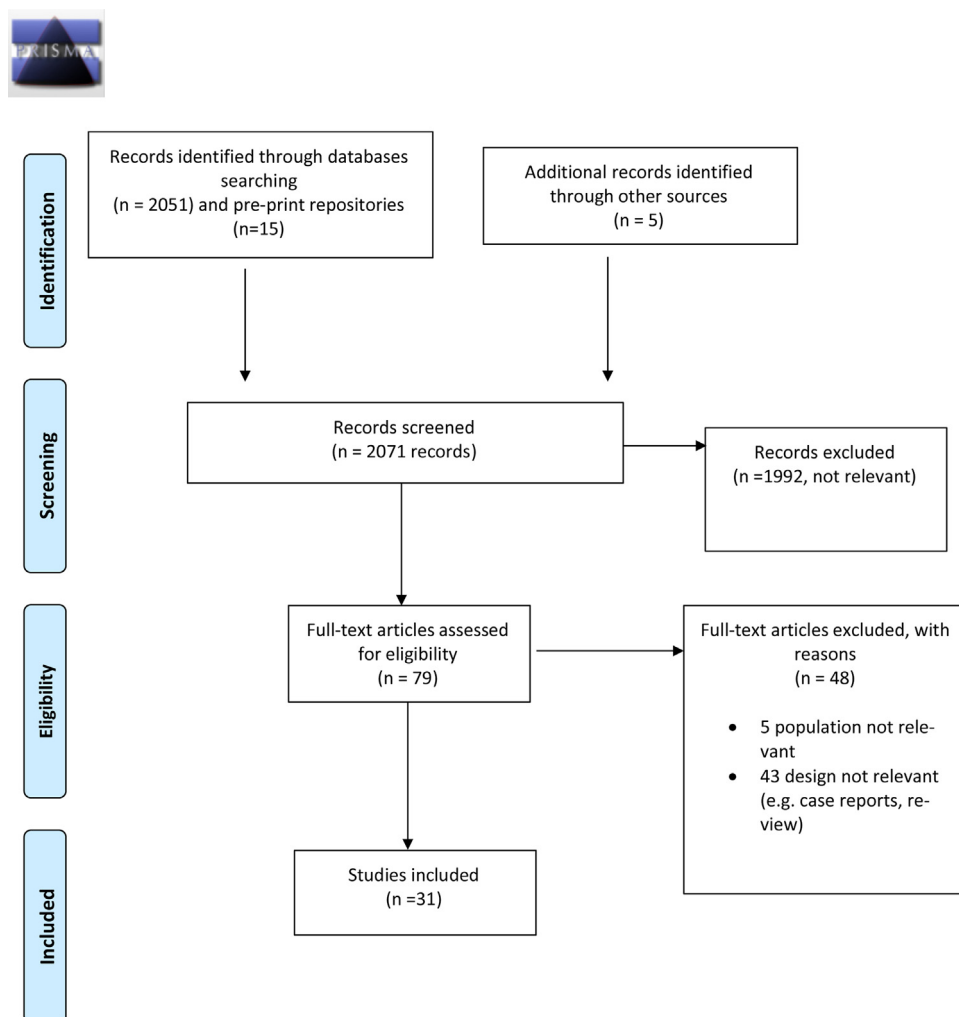 PRISMA
Records identified through databases
searching
(n = 2051) and pre-print repositories
(n=15)
Additional records identified
through other sources
(n = 5)
Identification
Records screened
(n = 2071 records)
Records excluded
(n =1992, not relevant)
Screening
Full-text articles assessed
for eligibility
(n = 79)
Full-text articles excluded, with
reasons
(n = 48)
• 5 population not rele-
vant
• 43 design not relevant
(e.g. case reports, re-
view)
Eligibility
Studies included
(n =31)
Included